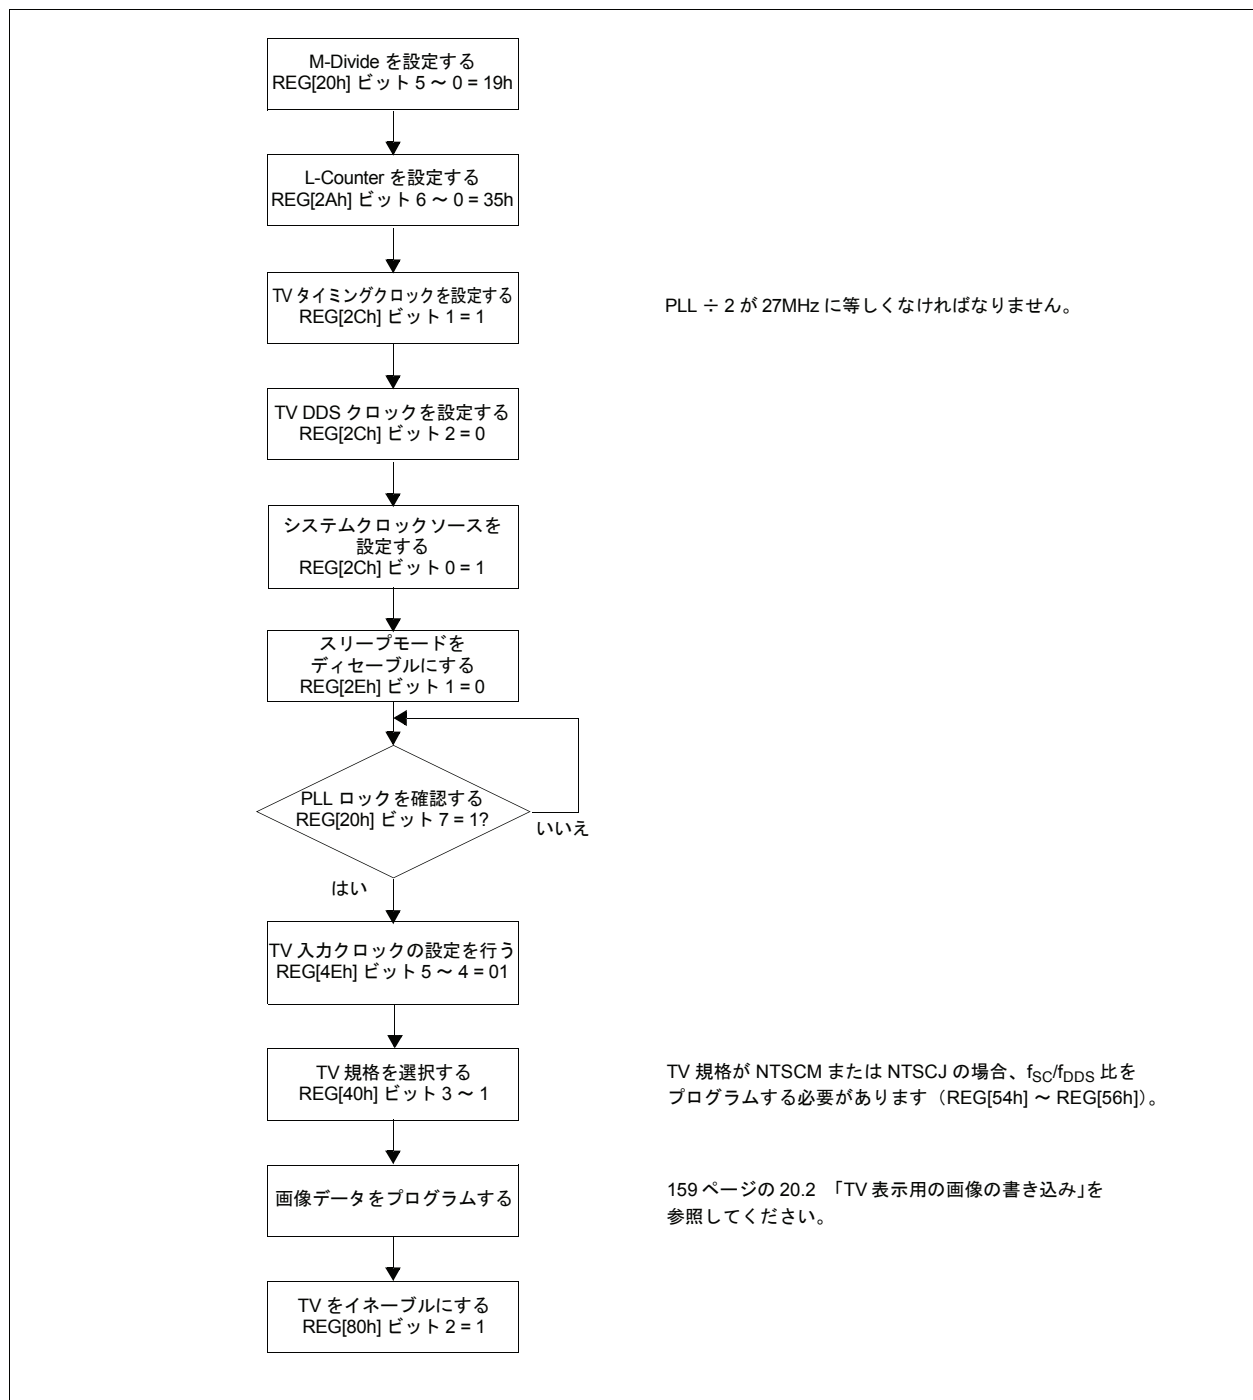 M-Divide を設定する
REG[20h] ビット 5 ～ 0 = 19h
L-Counter を設定する
REG[2Ah] ビット 6 ～ 0 = 35h
TV タイミングクロックを設定する
REG[2Ch] ビット 1 = 1
PLL ÷ 2 が 27MHz に等しくなければなりません。
TV DDS クロックを設定する
REG[2Ch] ビット 2 = 0
システムクロックソースを
設定する
REG[2Ch] ビット 0 = 1
スリープモードを
ディセーブルにする
REG[2Eh] ビット 1 = 0
PLL ロックを確認する
REG[20h] ビット 7 = 1?
いいえ
はい
TV 入力クロックの設定を行う
REG[4Eh] ビット 5 ～ 4 = 01
TV 規格を選択する
REG[40h] ビット 3 ～ 1
TV 規格が NTSCM または NTSCJ の場合、fSC/fDDS 比を
プログラムする必要があります（REG[54h] ～ REG[56h]）。
画像データをプログラムする
159 ページの 20.2 「TV 表示用の画像の書き込み」を
参照してください。
TV をイネーブルにする
REG[80h] ビット 2 = 1